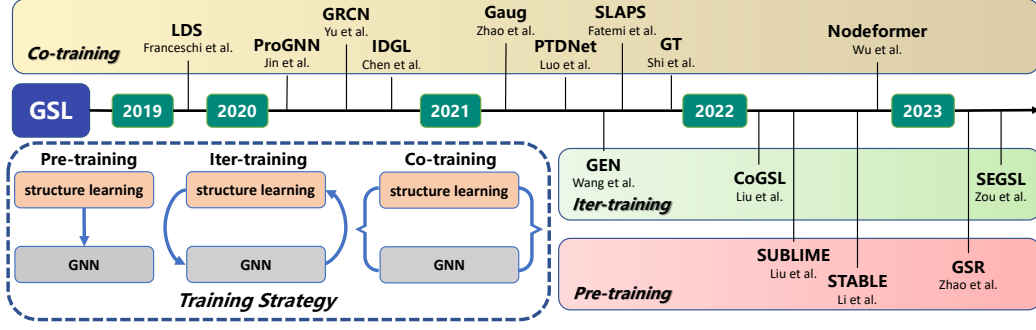 Co-training
LDS
Franceschi et al.
ProGNN
Jin et al.
GRCN
Yu et al.
IDGL
Chen et al.
Gaug
Zhao et al.
PTDNet
Luo et al.
SLAPS
Fatemi et al.
GT
Shi et al.
Nodeformer
Wu et al.
GSL
2019
2020
2021
2022
2023
Pre-training
structure learning
GNN
Iter-training
structure learning
GNN
Co-training
structure learning
GNN
Training Strategy
GEN
Wang et al.
Iter-training
CoGSL
Liu et al.
SEGSL
Zou et al.
Pre-training
SUBLIME
Liu et al.
STABLE
Li et al.
GSR
Zhao et al.